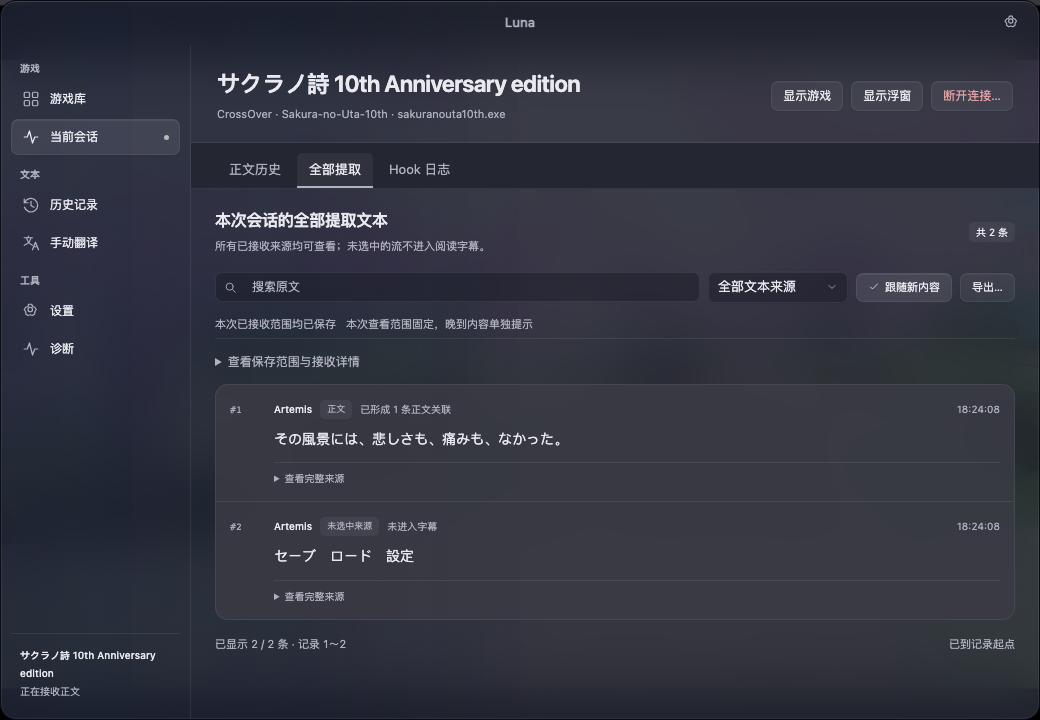 Luna
游戏
游戏库
当前会话
文本
历史记录
手动翻译
工具
设置
诊断
サクラノ詩 10th Anniversary edition
正在接收正文
サクラノ詩 10th Anniversary edition
CrossOver · Sakura-no-Uta-10th · sakuranouta10th.exe
显示游戏 显示浮窗 断开连接...
正文历史 全部提取 Hook 日志
本次会话的全部提取文本
所有已接收来源均可查看；未选中的流不进入阅读字幕。
共 2 条
搜索原文 全部文本来源 跟随新内容 导出...
本次已接收范围均已保存 本次查看范围固定，晚到内容单独提示
查看保存范围与接收详情
#1 Artemis 正文 已形成 1 条正文关联 18:24:08
その風景には、悲しさも、痛みも、なかった。
查看完整来源
#2 Artemis 未选中来源 未进入字幕 18:24:08
セーブ　ロード　設定
查看完整来源
已显示 2 / 2 条 · 记录 1～2 已到记录起点